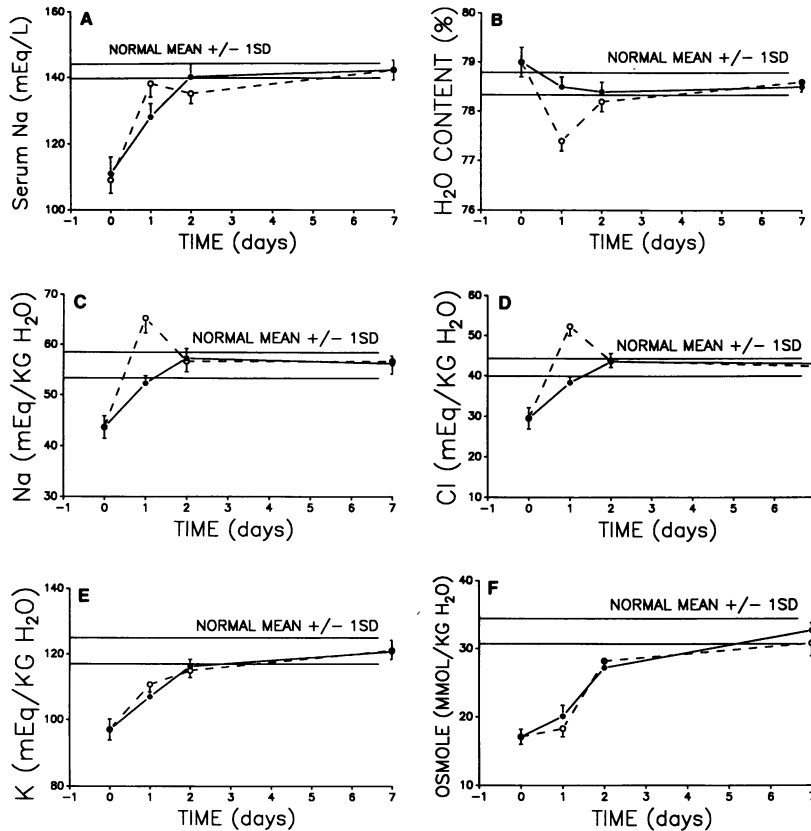 A
Serum Na (mEq/L)
160
NORMAL MEAN +/- 1SD
140
120
100
-1 0 1 2 3 4 5 6 7
TIME (days)
B
H₂O CONTENT (%)
80
NORMAL MEAN +/- 1SD
79
78
77
76
-1 0 1 2 3 4 5 6 7
TIME (days)
C
Na (mEq/KG H₂O)
70
NORMAL MEAN +/- 1SD
60
50
40
30
-1 0 1 2 3 4 5 6 7
TIME (days)
D
Cl (mEq/KG H₂O)
60
NORMAL MEAN +/- 1SD
50
40
30
20
10
-1 0 1 2 3 4 5 6
TIME (days)
E
K (mEq/KG H₂O)
140
NORMAL MEAN +/- 1SD
120
100
80
-1 0 1 2 3 4 5 6 7
TIME (days)
F
OSMOLE (MMOL/KG H₂O)
40
NORMAL MEAN +/- 1SD
30
20
10
-1 0 1 2 3 4 5 6 7
TIME (days)